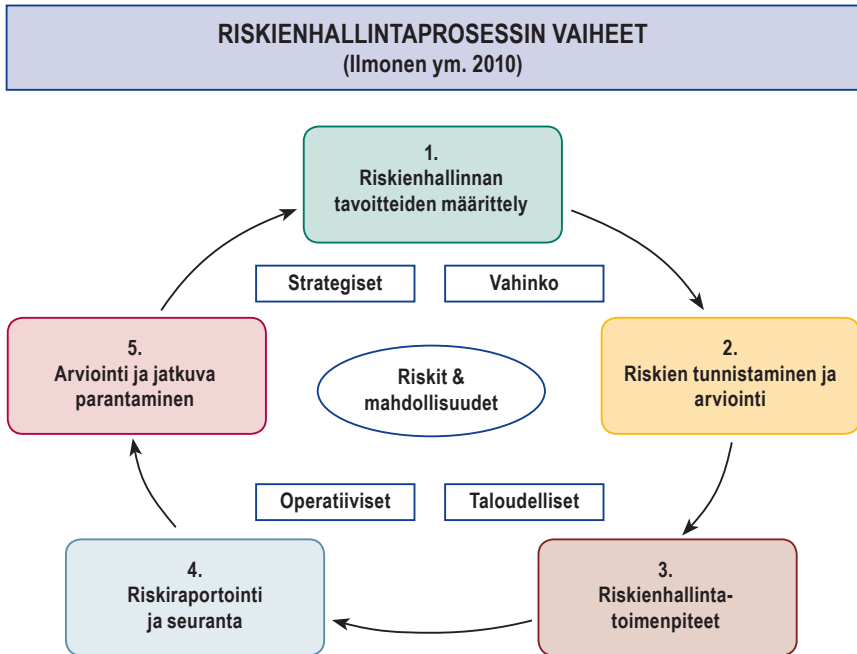 RISKIENHALLINTAPROSESSIN VAIHEET
(Ilmonen ym. 2010)
1.
Riskienhallinnan
tavoitteiden määrittely
Strategiset
Vahinko
5.
Arviointi ja jatkuva
parantaminen
Riskit &
mahdollisuudet
2.
Riskien tunnistaminen ja
arviointi
Operatiiviset
Taloudelliset
4.
Riskiraportointi
ja seuranta
3.
Riskienhallinta-
toimenpiteet